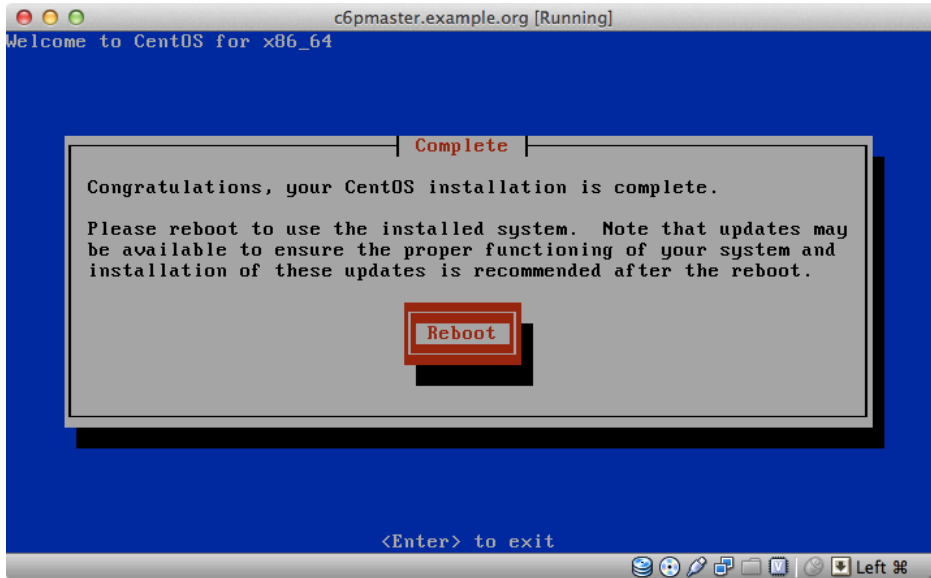 c6pmaster.example.org [Running]
Welcome to CentOS for x86_64
Complete
Congratulations, your CentOS installation is complete.
Please reboot to use the installed system.  Note that updates may
be available to ensure the proper functioning of your system and
installation of these updates is recommended after the reboot.
Reboot
<Enter> to exit
Left ⌘